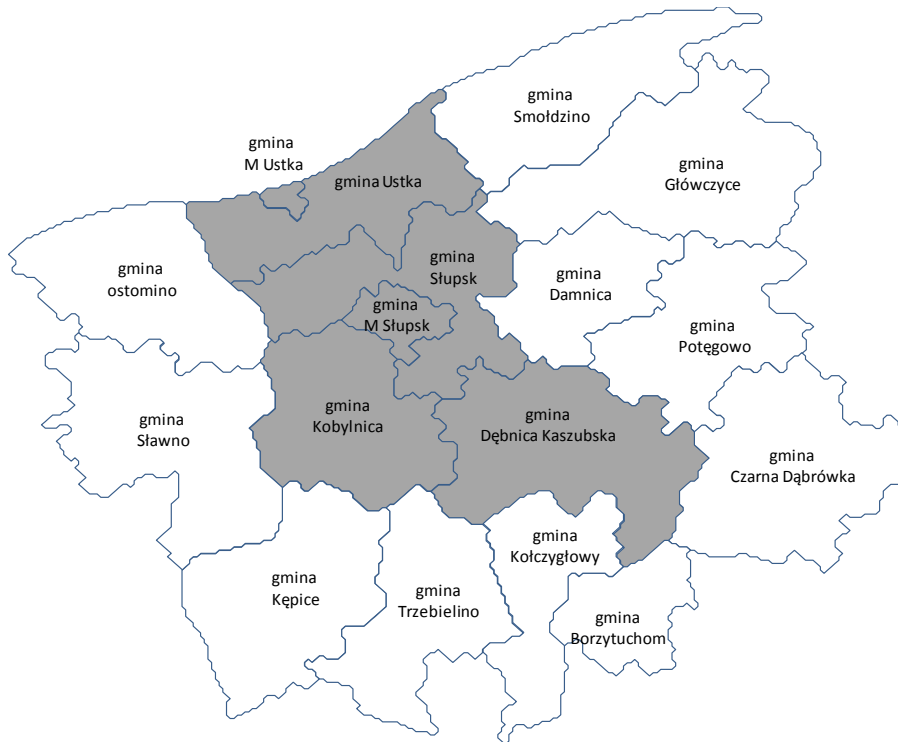 gmina
Smołdzino
gmina
M Ustka
gmina Ustka
gmina
Główczyce
gmina
ostomino
gmina
Słupsk
gmina
Damnica
gmina
M Słupsk
gmina
Potęgowo
gmina
Kobylnica
gmina
Dębnica Kaszubska
gmina
Sławno
gmina
Czarna Dąbrówka
gmina
Kołczygłowy
gmina
Kępice
gmina
Trzebielino
gmina
Borzytuchom